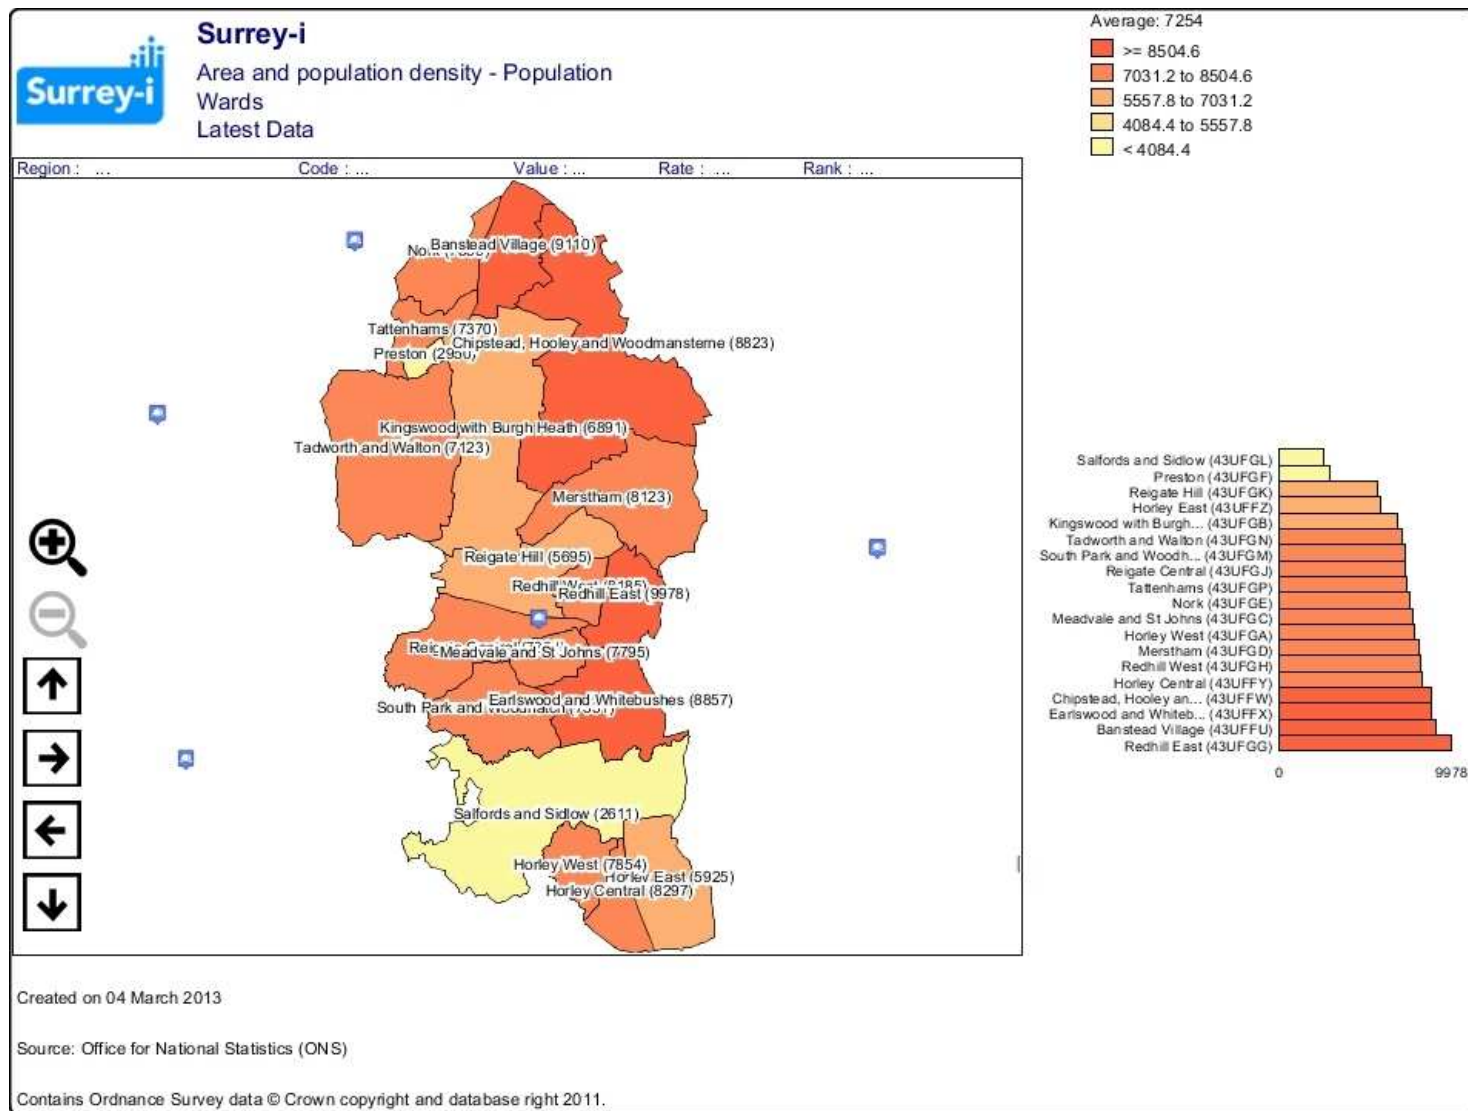 Surrey-i
Surrey-i
Area and population density - Population
Wards
Latest Data
Average: 7254
>= 8504.6
7031.2 to 8504.6
5557.8 to 7031.2
4084.4 to 5557.8
< 4084.4
Region : ... Code : ... Value : ... Rate : ... Rank : ...
Banstead Village (9110)
Tattenhams (7370)
Chipstead, Hooley and Woodmansterne (8823)
Preston
Kingswood with Burgh Heath (6891)
Tadworth and Walton (7123)
Merstham (8123)
Reigate Hill (5695)
Redhill East (9978)
Meadvale and St Johns (7795)
Earlswood and Whitebushes (8857)
South Park and
Salfords and Sidlow (2611)
Horley West (7854)
Horley East (5925)
Horley Central (8297)
Salfords and Sidlow (43UFGL)
Preston (43UFGF)
Reigate Hill (43UFGK)
Horley East (43UFFZ)
Kingswood with Burgh... (43UFGB)
Tadworth and Walton (43UFGN)
South Park and Woodh... (43UFGM)
Reigate Central (43UFGJ)
Tattenhams (43UFGP)
Nork (43UFGE)
Meadvale and St Johns (43UFGC)
Horley West (43UFGA)
Merstham (43UFGD)
Redhill West (43UFGH)
Horley Central (43UFFY)
Chipstead, Hooley an... (43UFFW)
Earlswood and Whiteb... (43UFFX)
Banstead Village (43UFFU)
Redhill East (43UFGG)
0 9978
Created on 04 March 2013
Source: Office for National Statistics (ONS)
Contains Ordnance Survey data © Crown copyright and database right 2011.